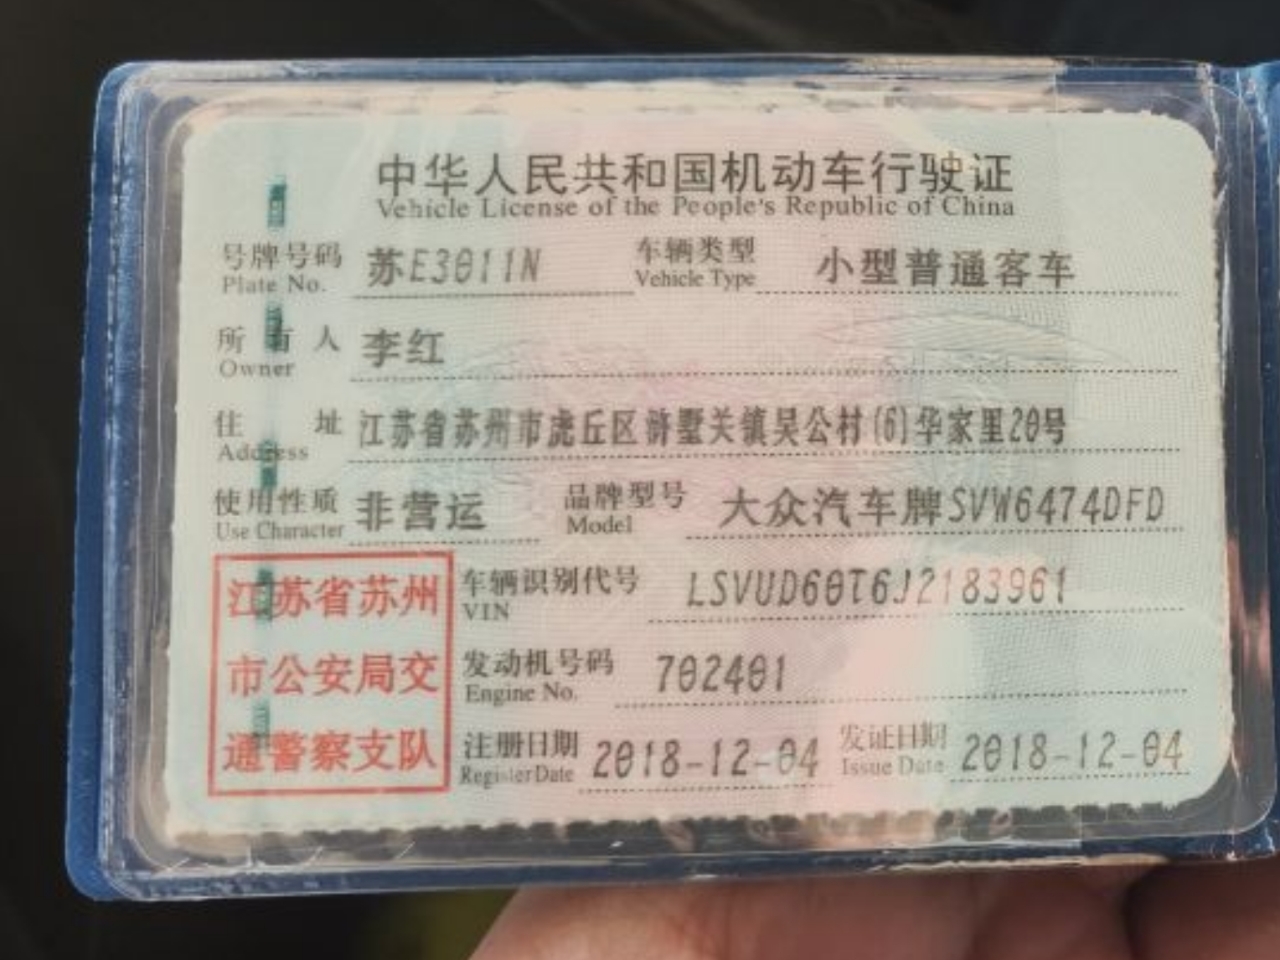 中华人民共和国机动车行驶证
Vehicle License of the People's Republic of China
号牌号码 苏E3011N 车辆类型 小型普通客车
Plate No. Vehicle Type
所有人 李红
Owner
住址 江苏省苏州市虎丘区浒墅关镇吴公村(6)华家里20号
Address
使用性质 非营运 品牌型号 大众汽车牌SVW6474DFD
Use Character Model
江苏省苏州
市公安局交
通警察支队
车辆识别代号 LSVUD60T6J2183961
VIN
发动机号码 702401
Engine No.
注册日期 2018-12-04 发证日期 2018-12-04
Register Date Issue Date